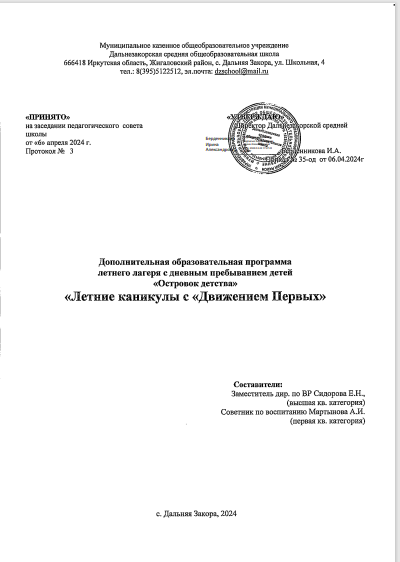 Муниципальное казенное общеобразовательное учреждение
Дальнезакорская средняя общеобразовательная школа
666418 Иркутская область, Жигаловский район, с. Дальняя Закора, ул. Школьная, 4
тел.: 8(395)5122512, эл.почта: dzschool@mail.ru
«ПРИНЯТО»
на заседании педагогического совета
школы
от «6» апреля 2024 г.
Протокол № 3
«УТВЕРЖДАЮ»
Директор Дальнезакорской средней
Ирина
И.А.
Приказ № 35-од от 06.04.2024г
Дополнительная образовательная программа
летнего лагеря с дневным пребыванием детей
«Островок детства»
«Летние каникулы с «Движением Первых»
Составители:
Заместитель дир. по ВР Сидорова Е.Н.,
(высшая кв. категория)
Советник по воспитанию Мартынова А.И.
(первая кв. категория)
с. Дальняя Закора, 2024